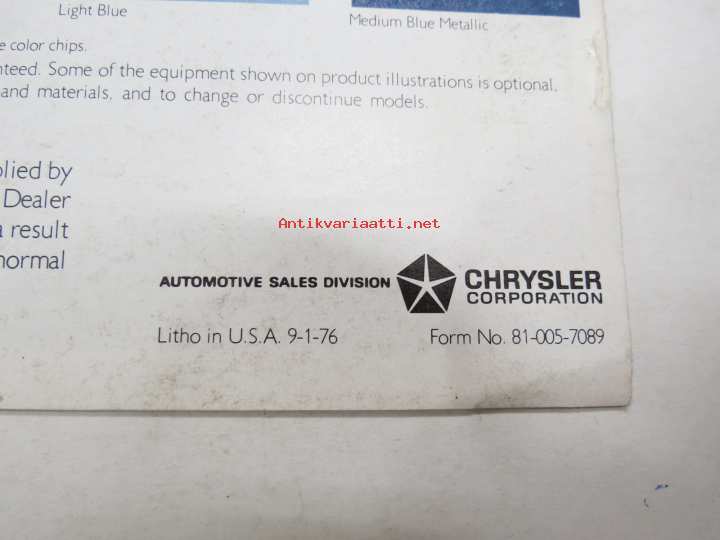 Light Blue
Medium Blue Metallic
e color chips.
nteed. Some of the equipment shown on product illustrations is optional,
and materials, and to change or discontinue models.
plied by
Dealer
a result
normal
Antikvariaatti.net
AUTOMOTIVE SALES DIVISION
CHRYSLER
CORPORATION
Litho in U.S.A. 9-1-76
Form No. 81-005-7089